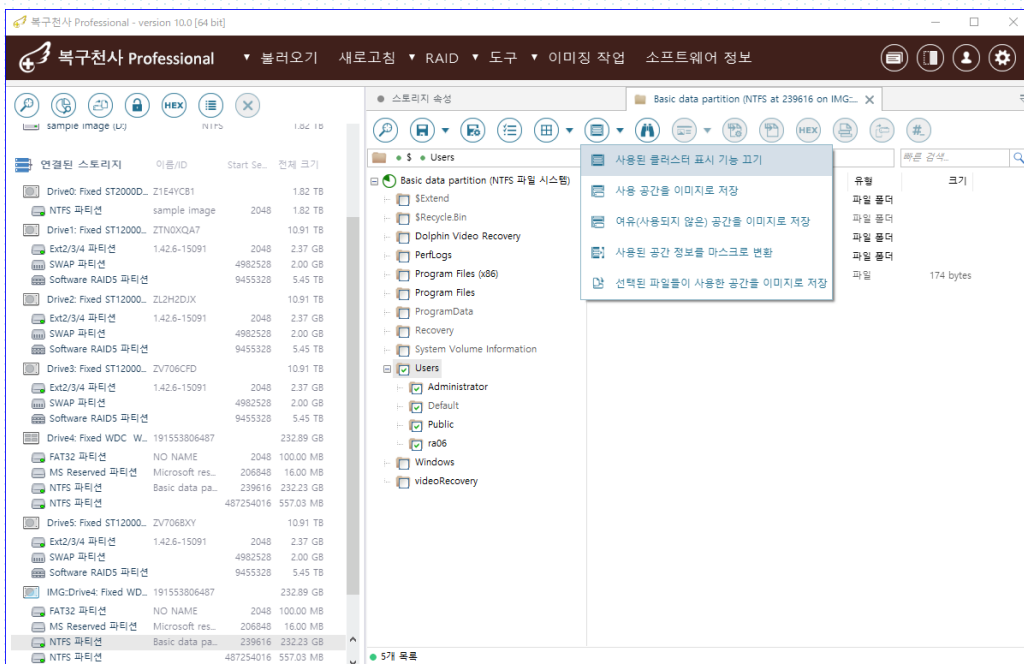 복구천사 Professional - version 10.0 [64 bit]
복구천사 Professional
불러오기 새로고침 RAID 도구 이미징 작업 소프트웨어 정보
스토리지 속성
Basic data partition (NTFS at 239616 on IMG:...
HEX
HEX
sample image (D:) NTFS 1.82 TB
$ Users
빠른 검색...
연결된 스토리지 이름/ID Start Se... 전체 크기
Drive0: Fixed ST2000D... Z1E4YC81 1.82 TB
NTFS 파티션 sample image 2048 1.82 TB
Drive1: Fixed ST12000... ZTN0XQA7 10.91 TB
Ext2/3/4 파티션 1.42.6-15091 2048 2.37 GB
SWAP 파티션 4982528 2.00 GB
Software RAID5 파티션 9455328 5.45 TB
Drive2: Fixed ST12000... ZL2H2DJX 10.91 TB
Ext2/3/4 파티션 1.42.6-15091 2048 2.37 GB
SWAP 파티션 4982528 2.00 GB
Software RAID5 파티션 9455328 5.45 TB
Drive3: Fixed ST12000... ZV706CFD 10.91 TB
Ext2/3/4 파티션 1.42.6-15091 2048 2.37 GB
SWAP 파티션 4982528 2.00 GB
Software RAID5 파티션 9455328 5.45 TB
Drive4: Fixed WDC W... 191553806487 232.89 GB
FAT32 파티션 NO NAME 2048 100.00 MB
MS Reserved 파티션 Microsoft res... 206848 16.00 MB
NTFS 파티션 Basic data pa... 239616 232.23 GB
NTFS 파티션 487254016 557.03 MB
Drive5: Fixed ST12000... ZV706BXY 10.91 TB
Ext2/3/4 파티션 1.42.6-15091 2048 2.37 GB
SWAP 파티션 4982528 2.00 GB
Software RAID5 파티션 9455328 5.45 TB
IMG::Drive4: Fixed WD... 191553806487 232.89 GB
FAT32 파티션 NO NAME 2048 100.00 MB
MS Reserved 파티션 Microsoft res... 206848 16.00 MB
NTFS 파티션 Basic data pa... 239616 232.23 GB
NTFS 파티션 487254016 557.03 MB
Basic data partition (NTFS 파일 시스템)
$Extend
$Recycle.Bin
Dolphin Video Recovery
PerfLogs
Program Files (x86)
Program Files
ProgramData
Recovery
System Volume Information
Users
Administrator
Default
Public
ra06
Windows
videoRecovery
사용된 클러스터 표시 기능 끄기
사용 공간을 이미지로 저장
여유(사용되지 않은) 공간을 이미지로 저장
사용된 공간 정보를 마스크로 변환
선택된 파일들이 사용한 공간을 이미지로 저장
유형 크기
파일 폴더
파일 폴더
파일 폴더
파일 폴더
파일 174 bytes
5개 목록